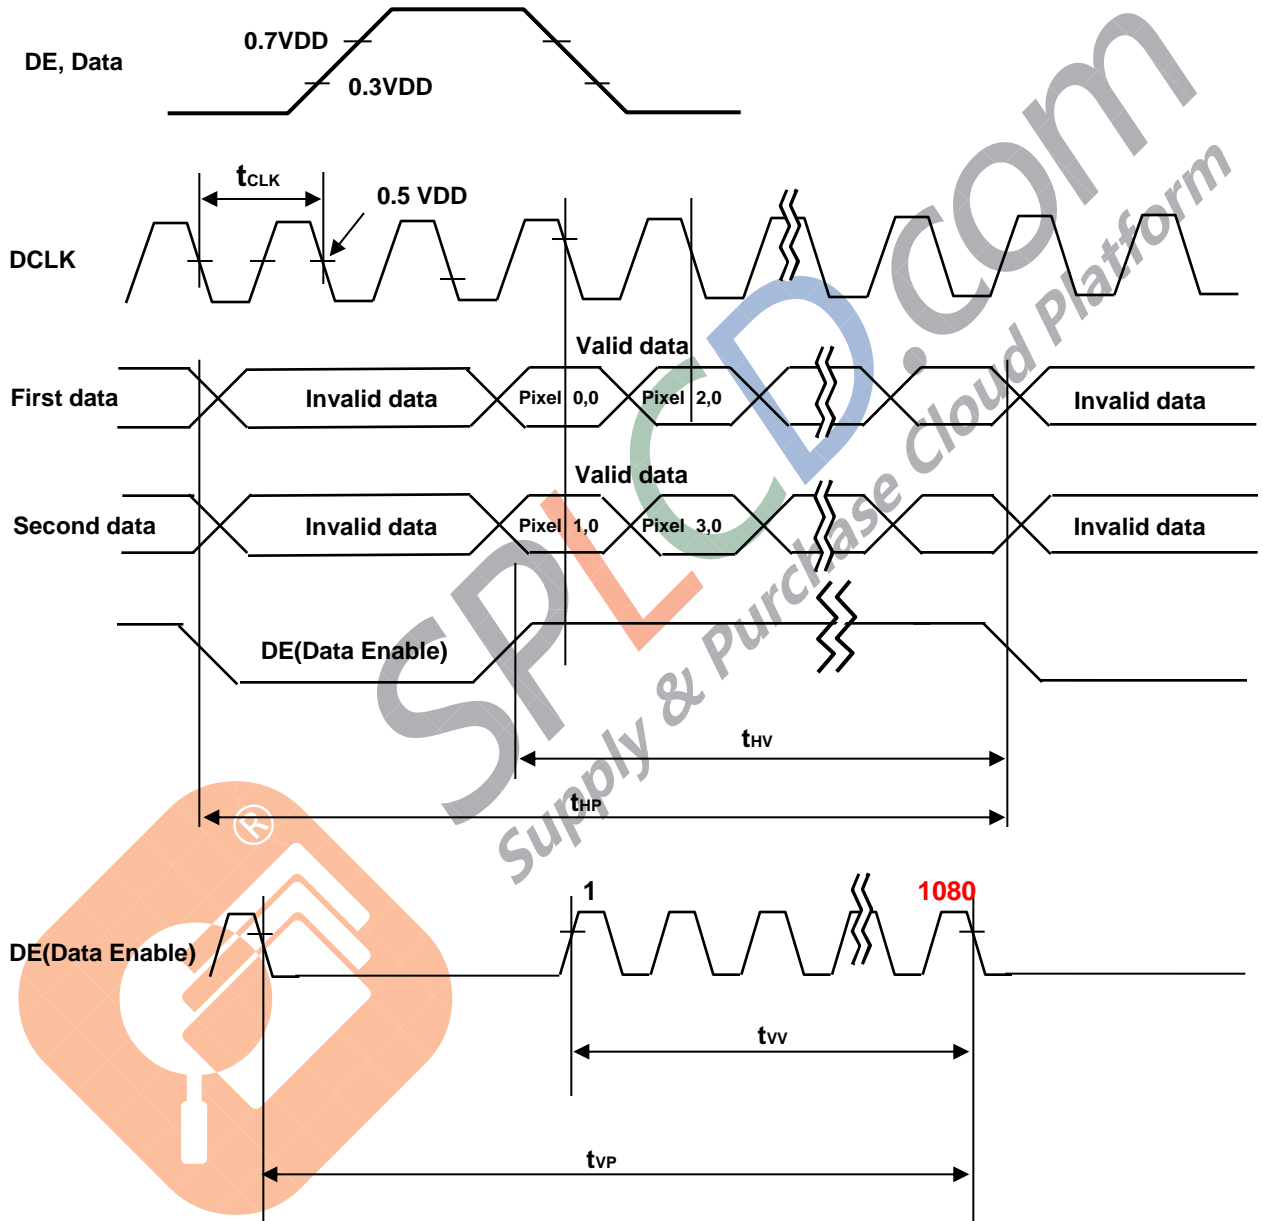 0.7VDD
DE, Data
0.3VDD
tCLK
0.5 VDD
DCLK
Valid data
First data
Invalid data
Pixel 0,0
Pixel 2,0
Invalid data
Valid data
Second data
Invalid data
Pixel 1,0
Pixel 3,0
Invalid data
DE(Data Enable)
tHV
tHP
1
1080
DE(Data Enable)
tVV
tVP
SPLCD.com
Supply & Purchase Cloud Platform
®